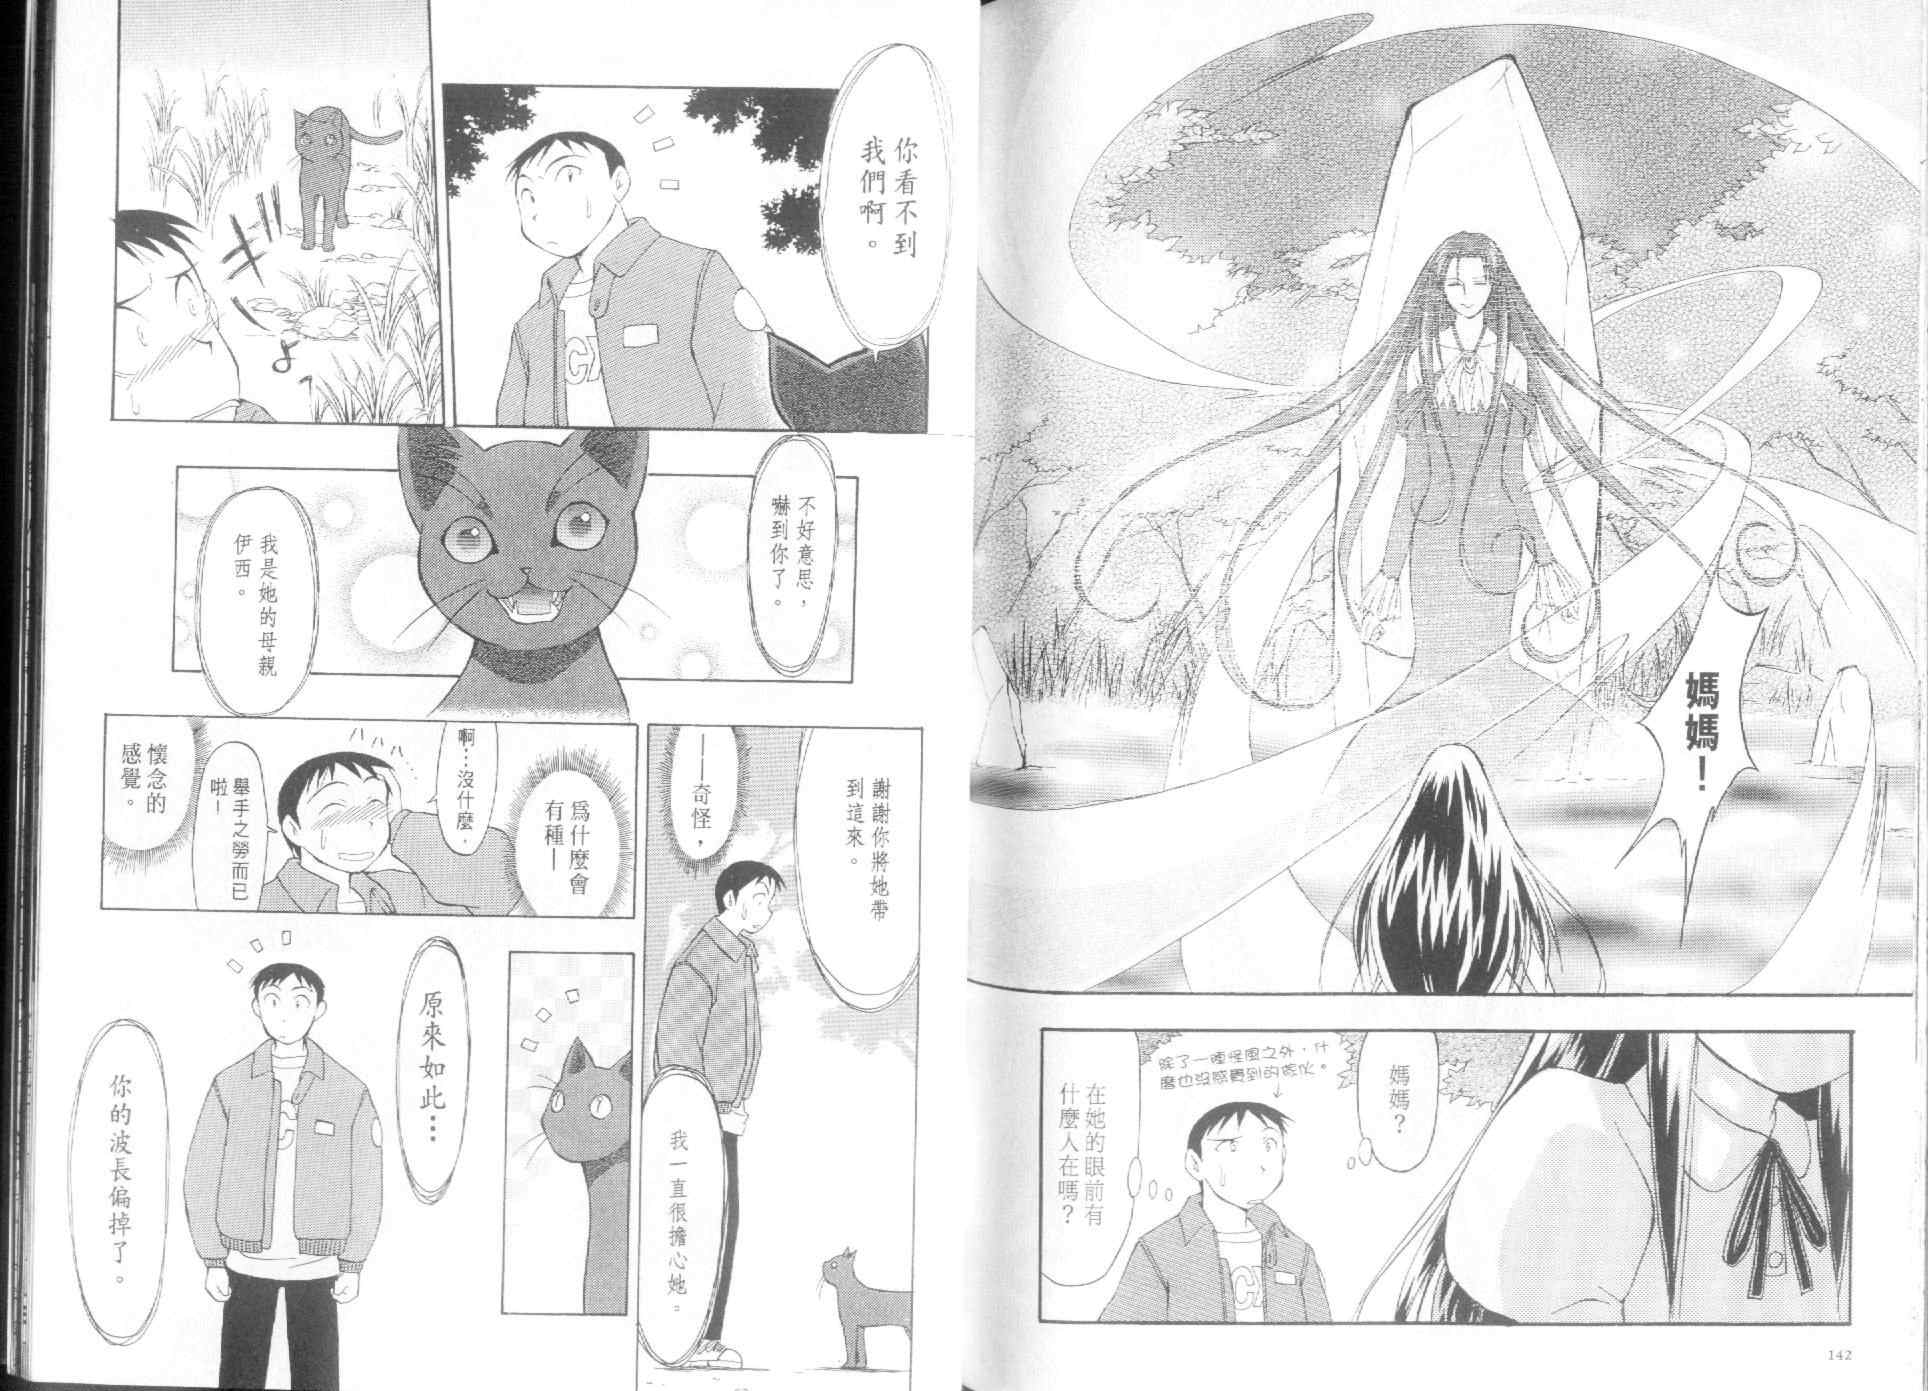 媽媽！
媽媽？
除了一陣怪風之外，什
麼也沒感覺到的傢伙。
在她的眼前有
什麼人在嗎？
142
你看不到
我們啊。
不好意思，
嚇到你了。
我是她的母親
伊西。
謝謝你將她帶
到這來。
——奇怪，
我一直很擔心她。
為什麼會
有種—
啊…沒什麼，
舉手之勞而已
啦—
懷念的
感覺。
原來如此…
你的波長偏掉了。